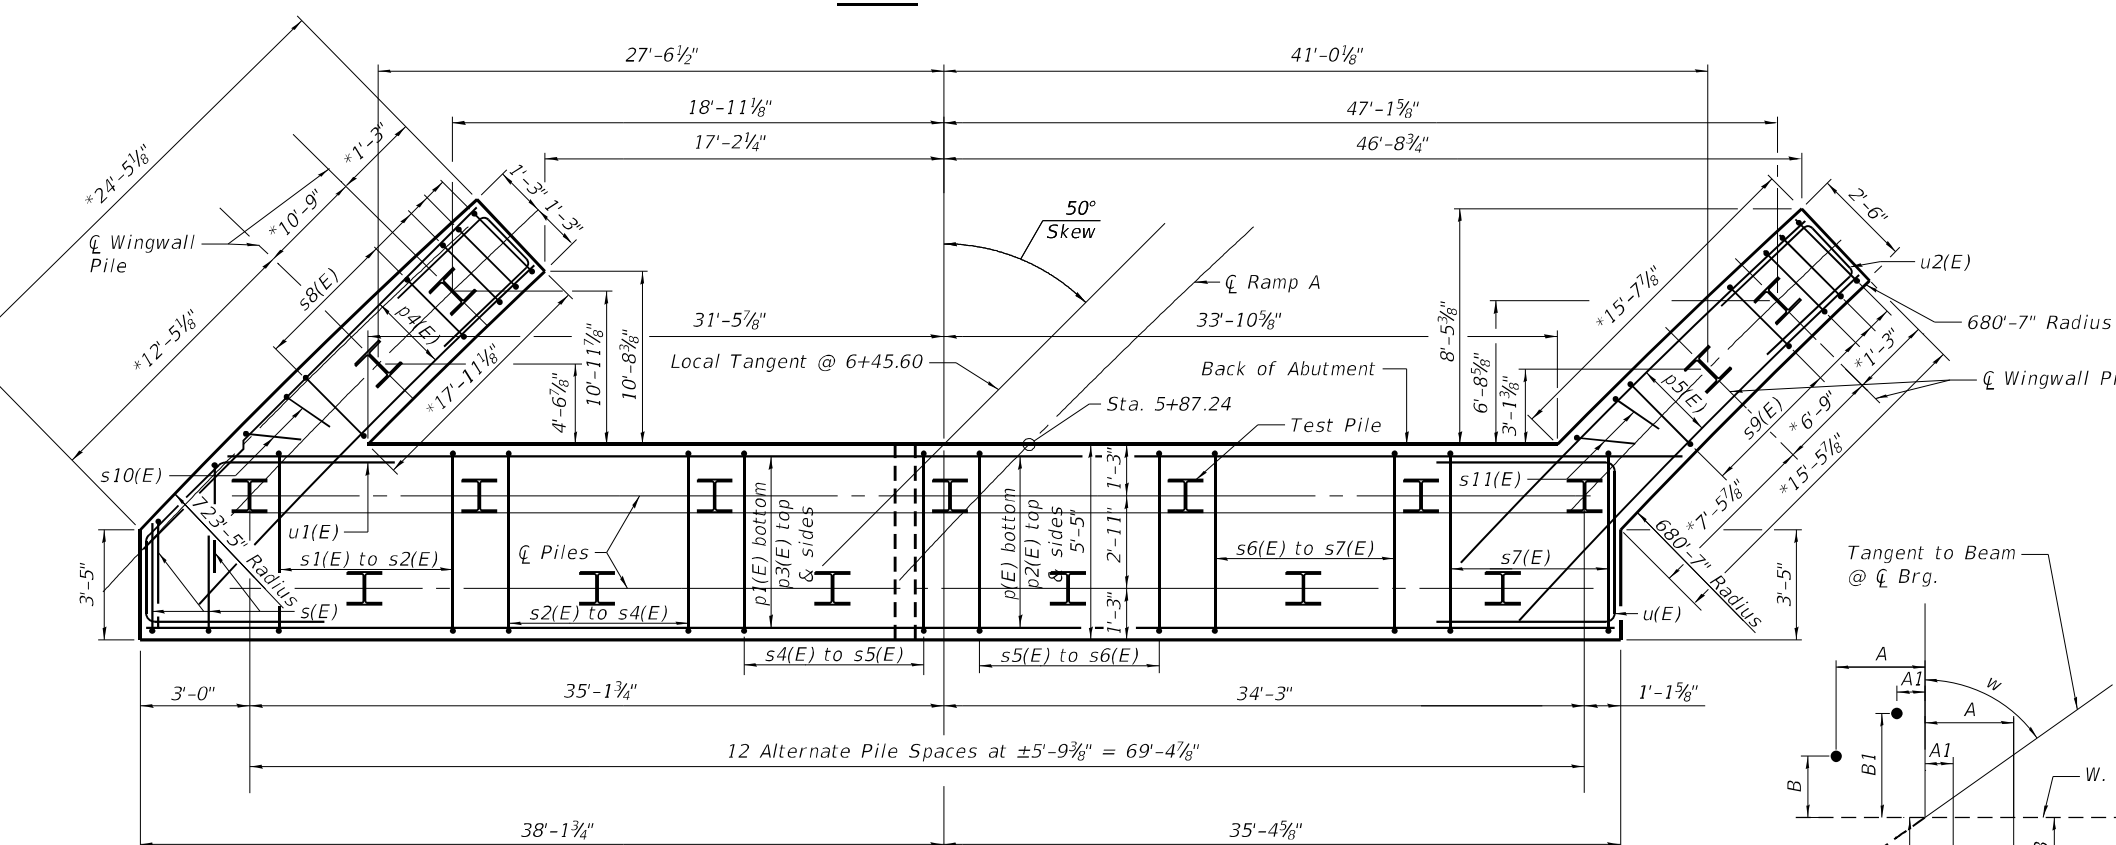 27'-6½"
41'-0⅛"
18'-11⅛"
47'-1⅝"
17'-2¼"
46'-8¾"
*24'-5⅛"
*1'-3"
*10'-9"
1'-3"
1'-3"
50°
Skew
2'-6"
℄ Wingwall
Pile
*12'-5⅛"
s8(E)
p4(E)
*17'-11⅛"
31'-5⅞"
33'-10⅝"
℄ Ramp A
Local Tangent @ 6+45.60
4'-6⅞"
10'-11⅞"
10'-8⅜"
Back of Abutment
Sta. 5+87.24
Test Pile
8'-5⅜"
6'-8⅝"
3'-1⅜"
*15'-7⅞"
u2(E)
680'-7" Radius
*1'-3"
℄ Wingwall
p5(E)
s9(E)
*6'-9"
*15'-5⅞"
*7'-5⅞"
s10(E)
723'-5" Radius
u1(E)
s1(E) to s2(E)
℄ Piles
p1(E) bottom
p3(E) top
& sides
p(E) bottom
p2(E) top
& sides
5'-5"
1'-3"
2'-11"
1'-3"
s11(E)
s6(E) to s7(E)
s7(E)
680'-7" Radius
3'-5"
3'-5"
s(E)
s2(E) to s4(E)
u(E)
s4(E) to s5(E)
s5(E) to s6(E)
Tangent to Beam
@ ℄ Brg.
3'-0"
35'-1¾"
34'-3"
1'-1⅝"
12 Alternate Pile Spaces at ±5'-9⅜" = 69'-4⅞"
38'-1¾"
35'-4⅝"
A
A1
w
A
A1
B
B1
W.